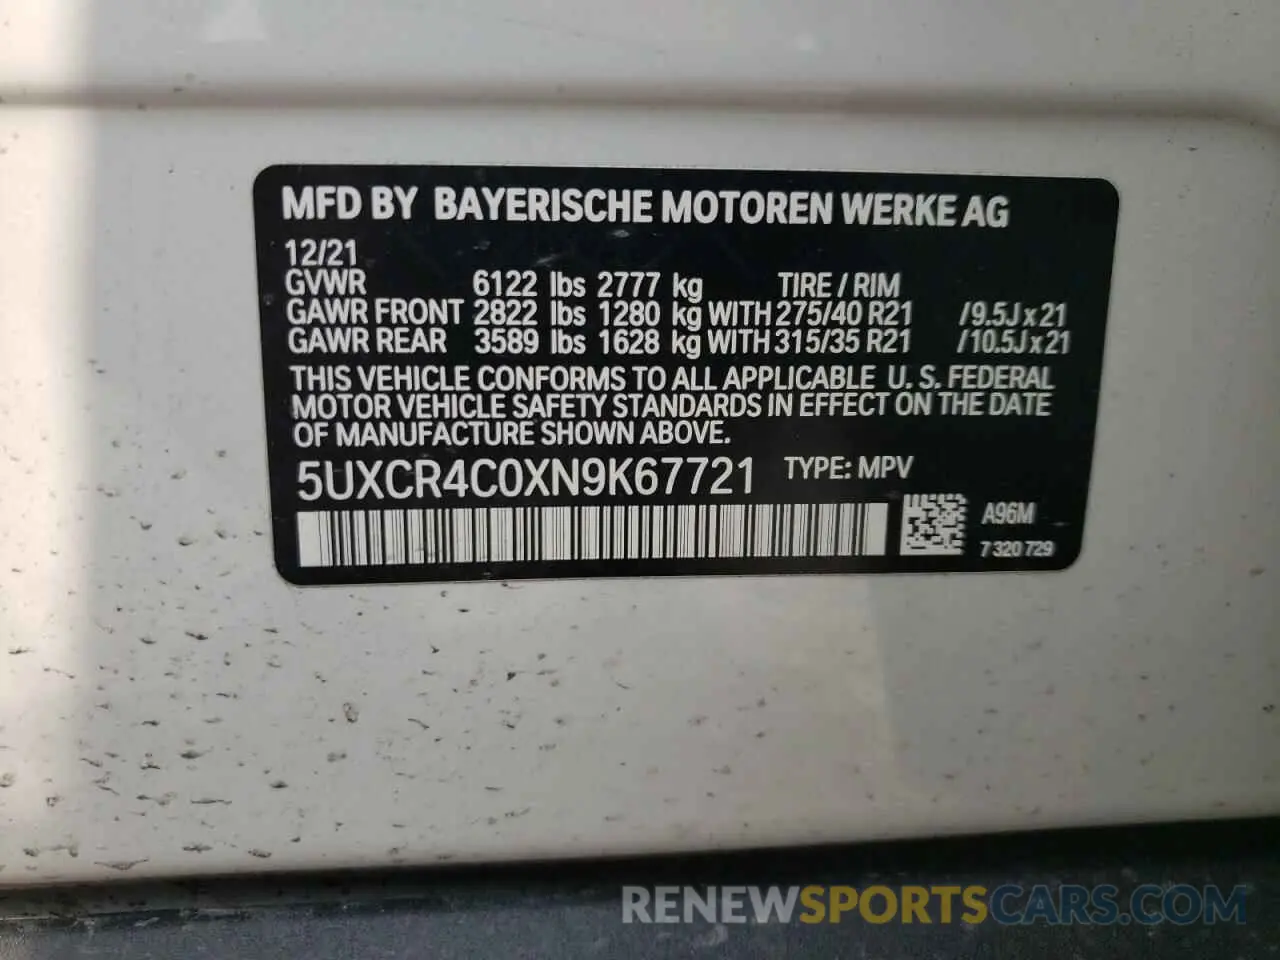 MFD BY BAYERISCHE MOTOREN WERKE AG
12/21
GVWR 6122 lbs 2777 kg TIRE / RIM
GAWR FRONT 2822 lbs 1280 kg WITH 275/40 R21 /9.5J x 21
GAWR REAR 3589 lbs 1628 kg WITH 315/35 R21 /10.5J x 21
THIS VEHICLE CONFORMS TO ALL APPLICABLE U. S. FEDERAL
MOTOR VEHICLE SAFETY STANDARDS IN EFFECT ON THE DATE
OF MANUFACTURE SHOWN ABOVE.
5UXCR4C0XN9K67721 TYPE: MPV
A96M
7 320 729
RENEWSPORTSCARS.COM